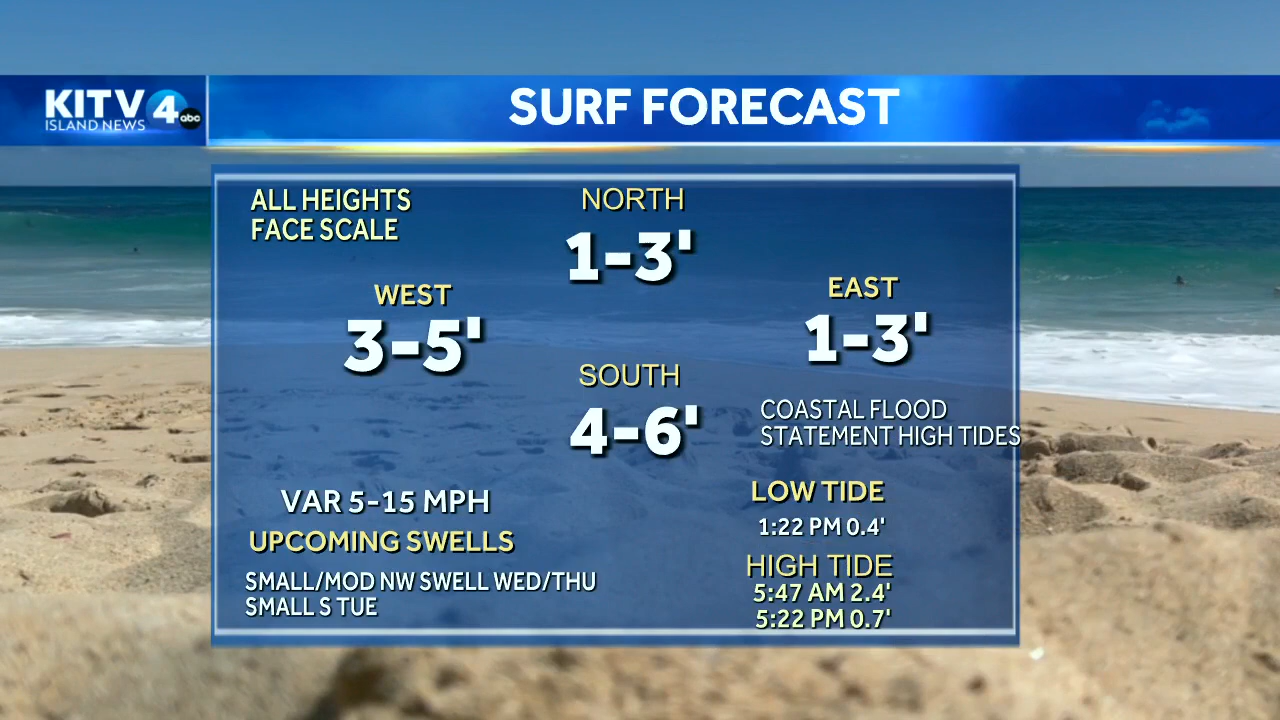 KITV 4 abc
ISLAND NEWS
SURF FORECAST
ALL HEIGHTS
FACE SCALE
NORTH
1-3'
WEST
3-5'
EAST
1-3'
SOUTH
4-6'
COASTAL FLOOD
STATEMENT HIGH TIDES
VAR 5-15 MPH
UPCOMING SWELLS
SMALL/MOD NW SWELL WED/THU
SMALL S TUE
LOW TIDE
1:22 PM 0.4'
HIGH TIDE
5:47 AM 2.4'
5:22 PM 0.7'